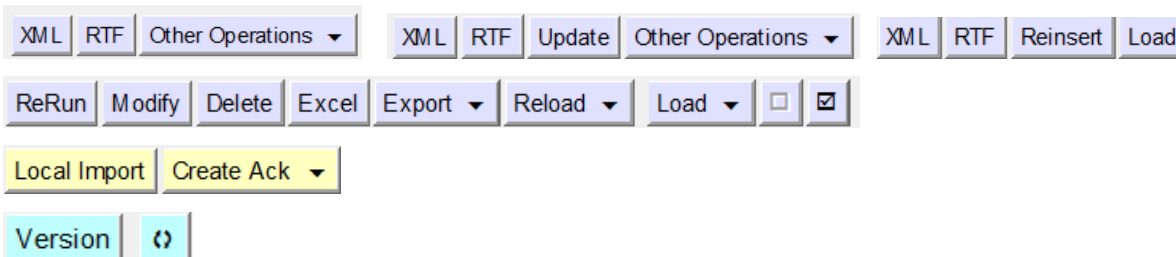 XML RTF Other Operations XML RTF Update Other Operations XML RTF Reinsert Load
ReRun Modify Delete Excel Export Reload Load
Local Import Create Ack
Version